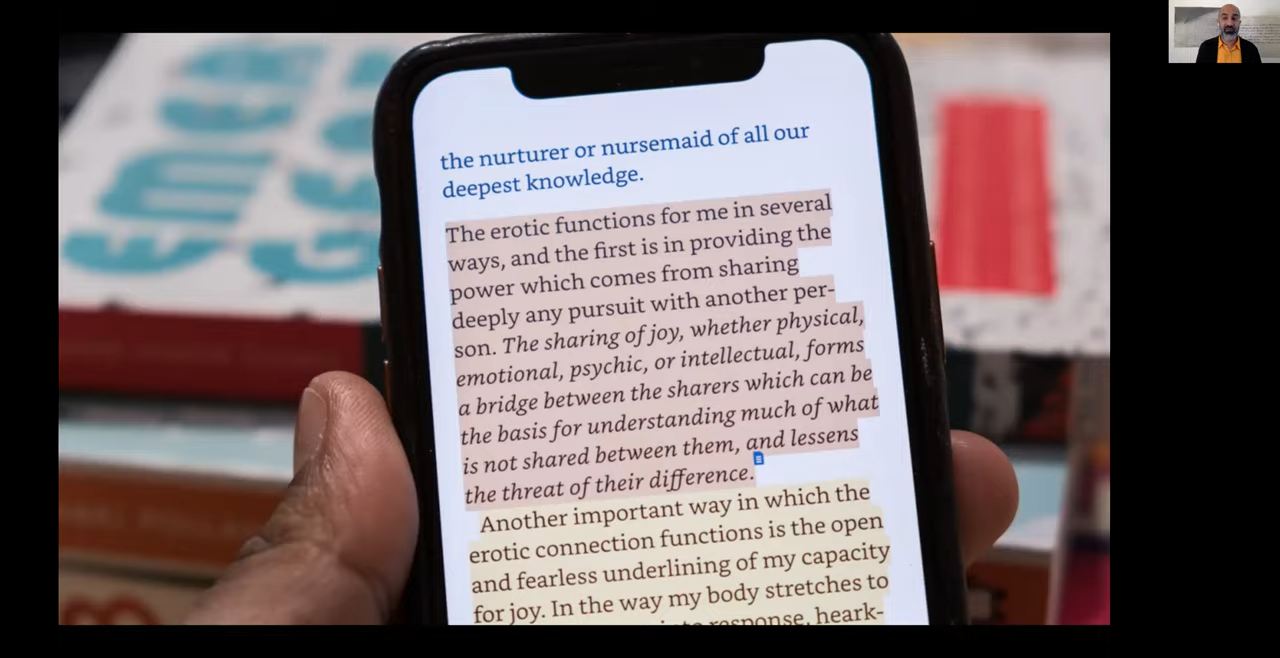 the nurturer or nursemaid of all our
deepest knowledge.
The erotic functions for me in several
ways, and the first is in providing the
power which comes from sharing
deeply any pursuit with another per-
son. The sharing of joy, whether physical,
emotional, psychic, or intellectual, forms
a bridge between the sharers which can be
the basis for understanding much of what
is not shared between them, and lessens
the threat of their difference.
Another important way in which the
erotic connection functions is the open
and fearless underlining of my capacity
for joy. In the way my body stretches to
response, heark-